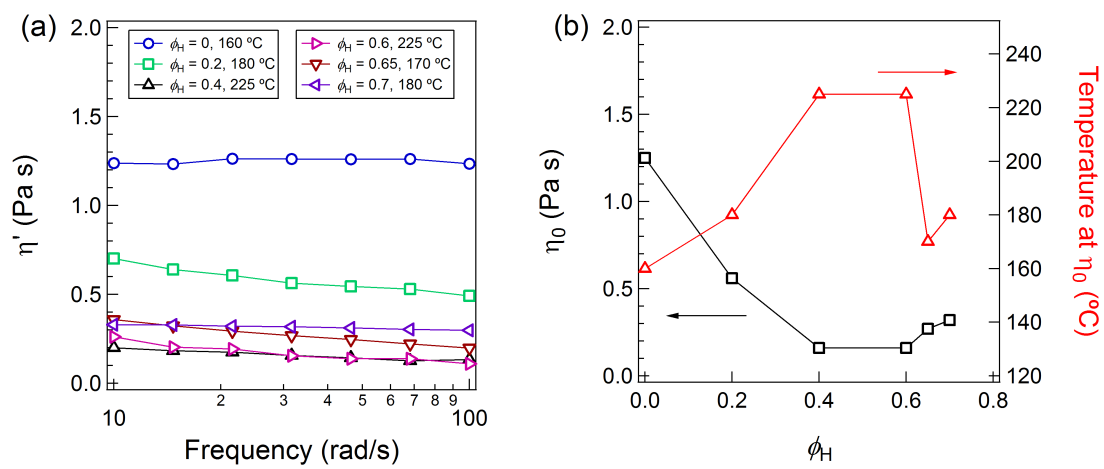 (a)
2.0
1.5
1.0
0.5
0.0
η' (Pa s)
ϕH = 0, 160 ºC
ϕH = 0.2, 180 ºC
ϕH = 0.4, 225 ºC
ϕH = 0.6, 225 ºC
ϕH = 0.65, 170 ºC
ϕH = 0.7, 180 ºC
10
2 3 4 5 6 7 8 9
100
Frequency (rad/s)
(b)
2.0
1.5
1.0
0.5
0.0
η0 (Pa s)
0.0 0.2 0.4 0.6 0.8
ϕH
240
220
200
180
160
140
120
Temperature at η0 (ºC)